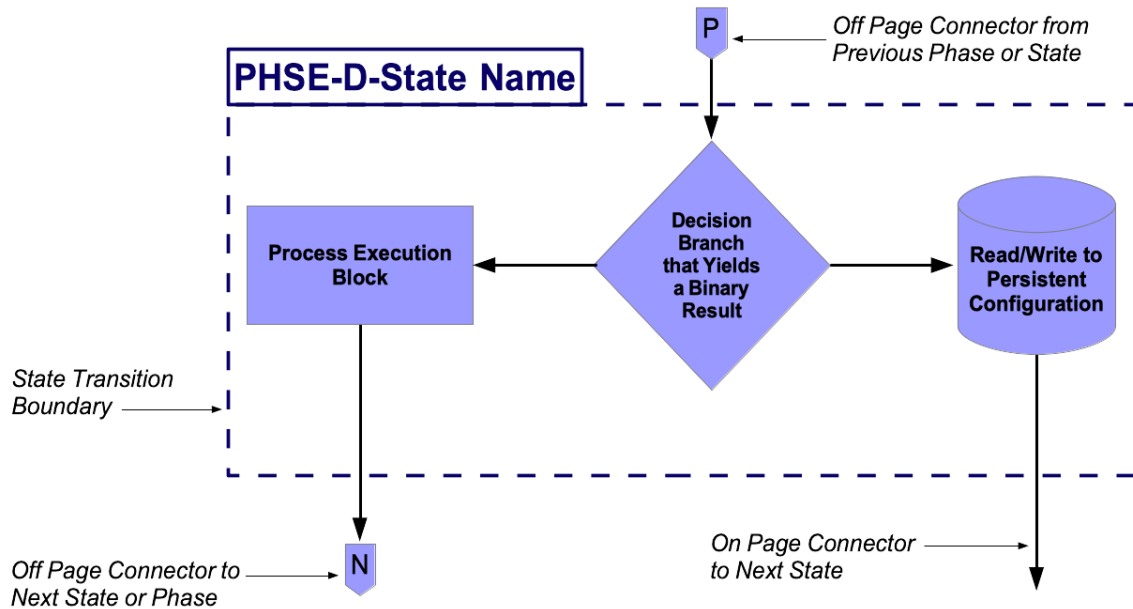 P
Off Page Connector from
Previous Phase or State
PHSE-D-State Name
Process Execution
Block
Decision
Branch
that Yields
a Binary
Result
Read/Write to
Persistent
Configuration
State Transition
Boundary
N
Off Page Connector to
Next State or Phase
On Page Connector
to Next State